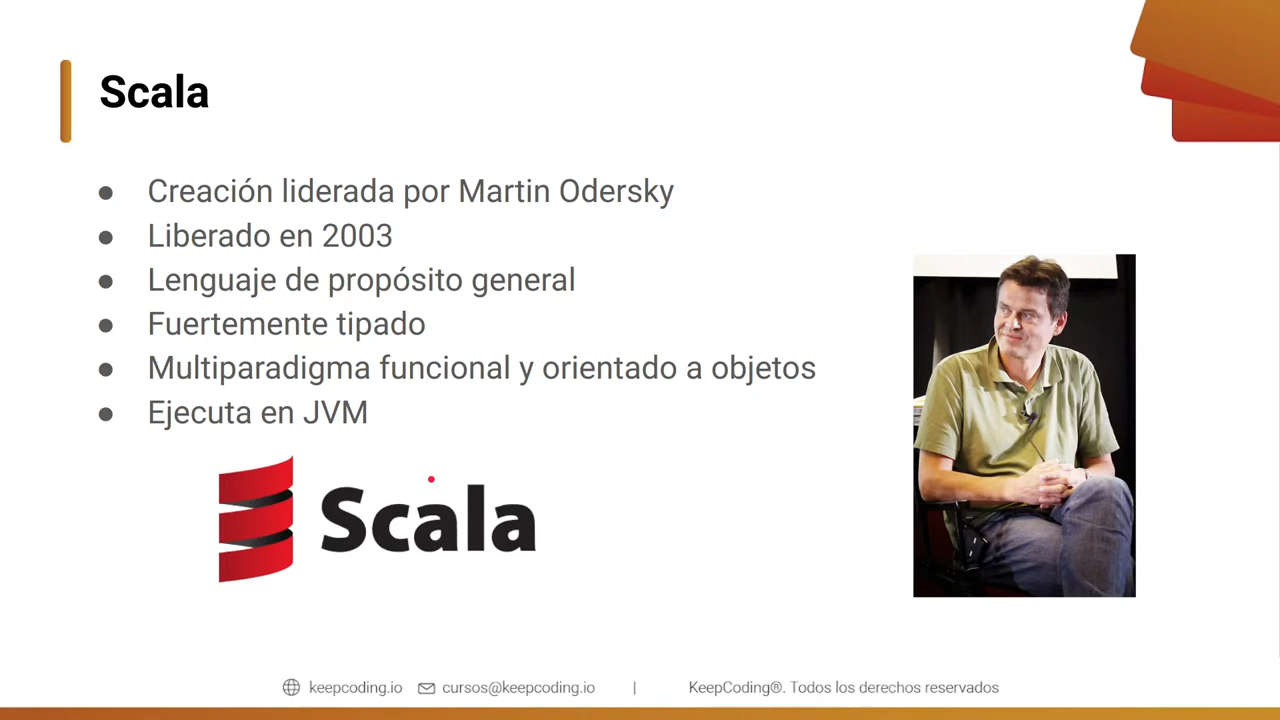 Scala
● Creación liderada por Martin Odersky
● Liberado en 2003
● Lenguaje de propósito general
● Fuertemente tipado
● Multiparadigma funcional y orientado a objetos
● Ejecuta en JVM
Scala
keepcoding.io cursos@keepcoding.io | KeepCoding®. Todos los derechos reservados